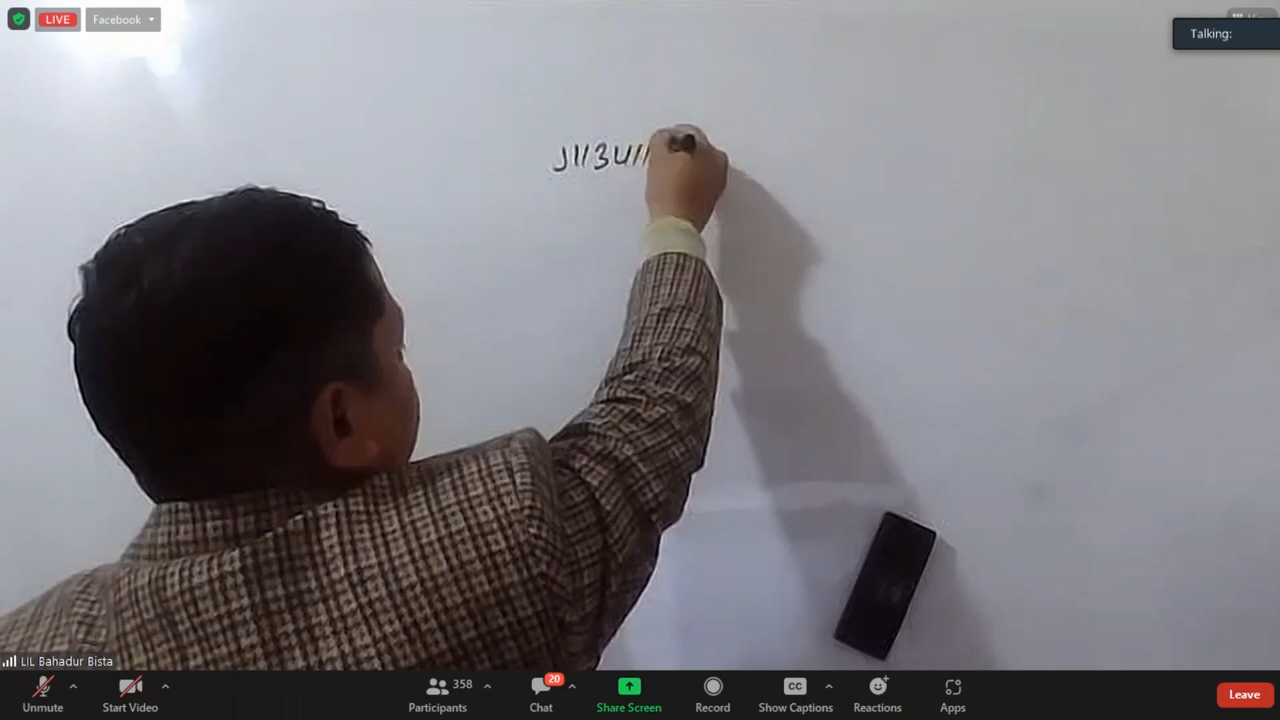 LIVE
Facebook
Talking:
LIL Bahadur Bista
Unmute
Start Video
Participants 358
Chat 20
Share Screen
Record
CC
Show Captions
Reactions
Apps
Leave